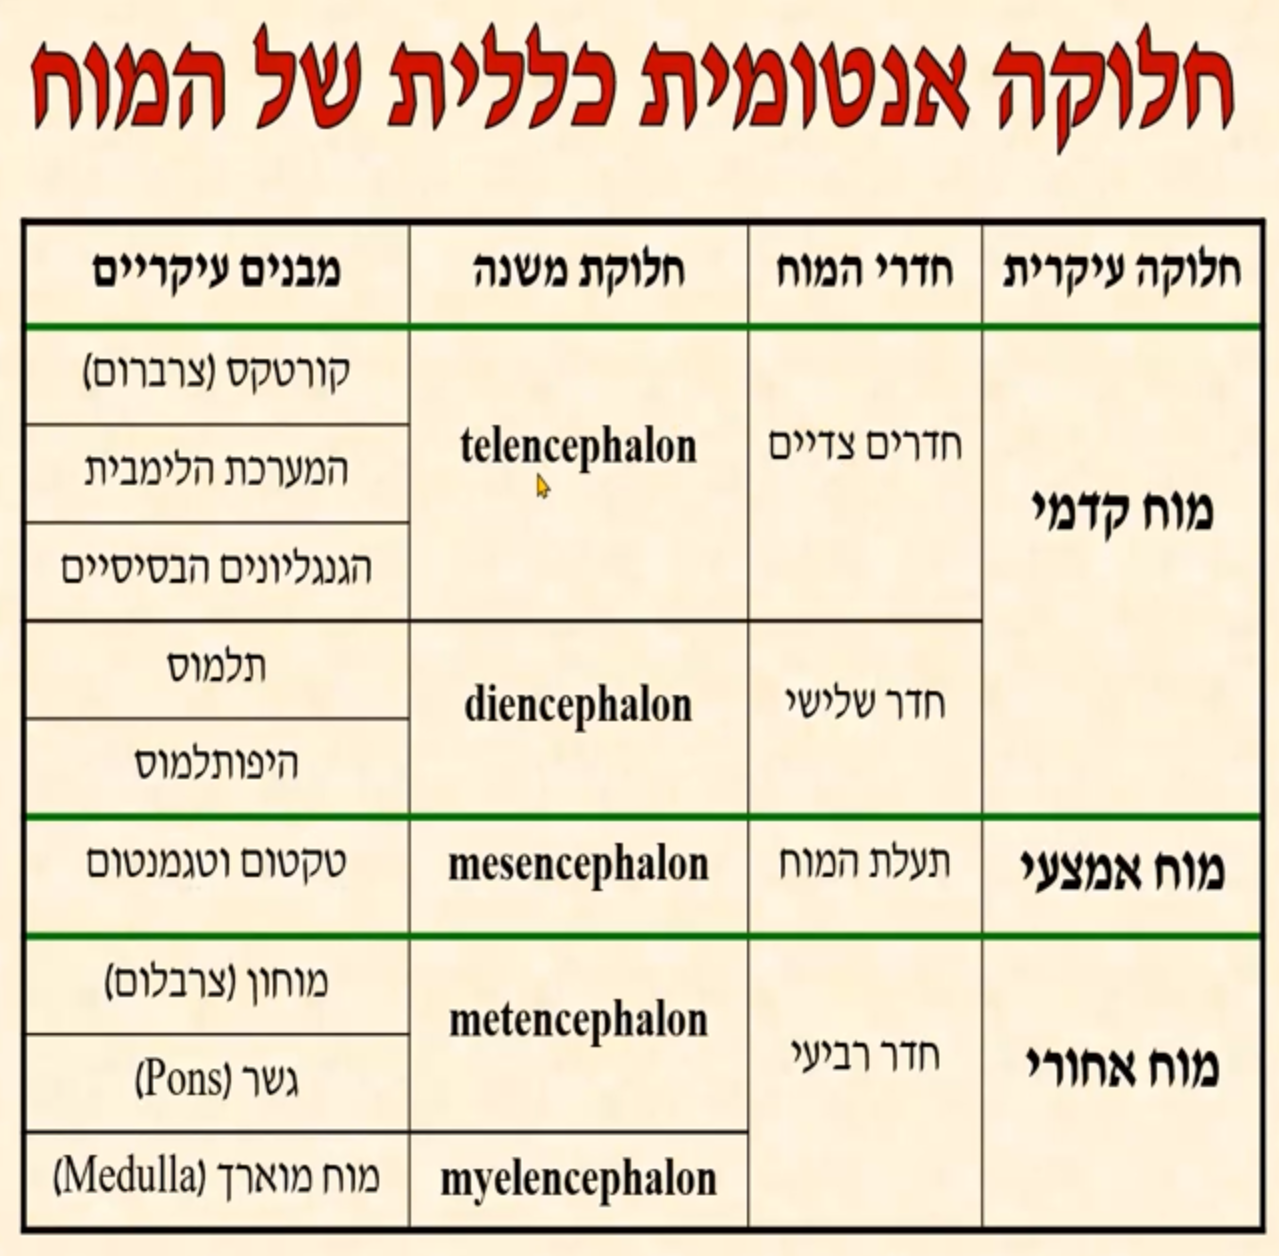 חלוקה אנטומית כללית של המוח
חלוקה עיקרית
חדרי המוח
חלוקת משנה
מבנים עיקריים
מוח קדמי
חדרים צדיים
telencephalon
קורטקס (צרברום)
המערכת הלימבית
הגנגליונים הבסיסיים
חדר שלישי
diencephalon
תלמוס
היפותלמוס
מוח אמצעי
תעלת המוח
mesencephalon
טקטום וטגמנטום
מוח אחורי
חדר רביעי
metencephalon
מוחון (צרבלום)
גשר (Pons)
myelencephalon
מוח מוארך (Medulla)